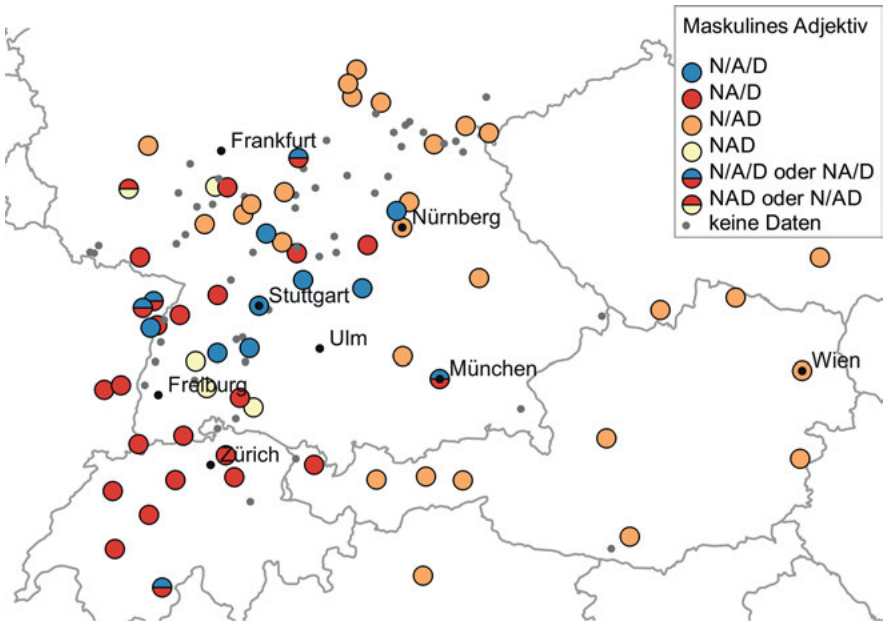 Maskulines Adjektiv
N/A/D
NA/D
N/AD
NAD
N/A/D oder NA/D
NAD oder N/AD
keine Daten
Frankfurt
Nürnberg
Stuttgart
Ulm
München
Wien
Freiburg
Zürich